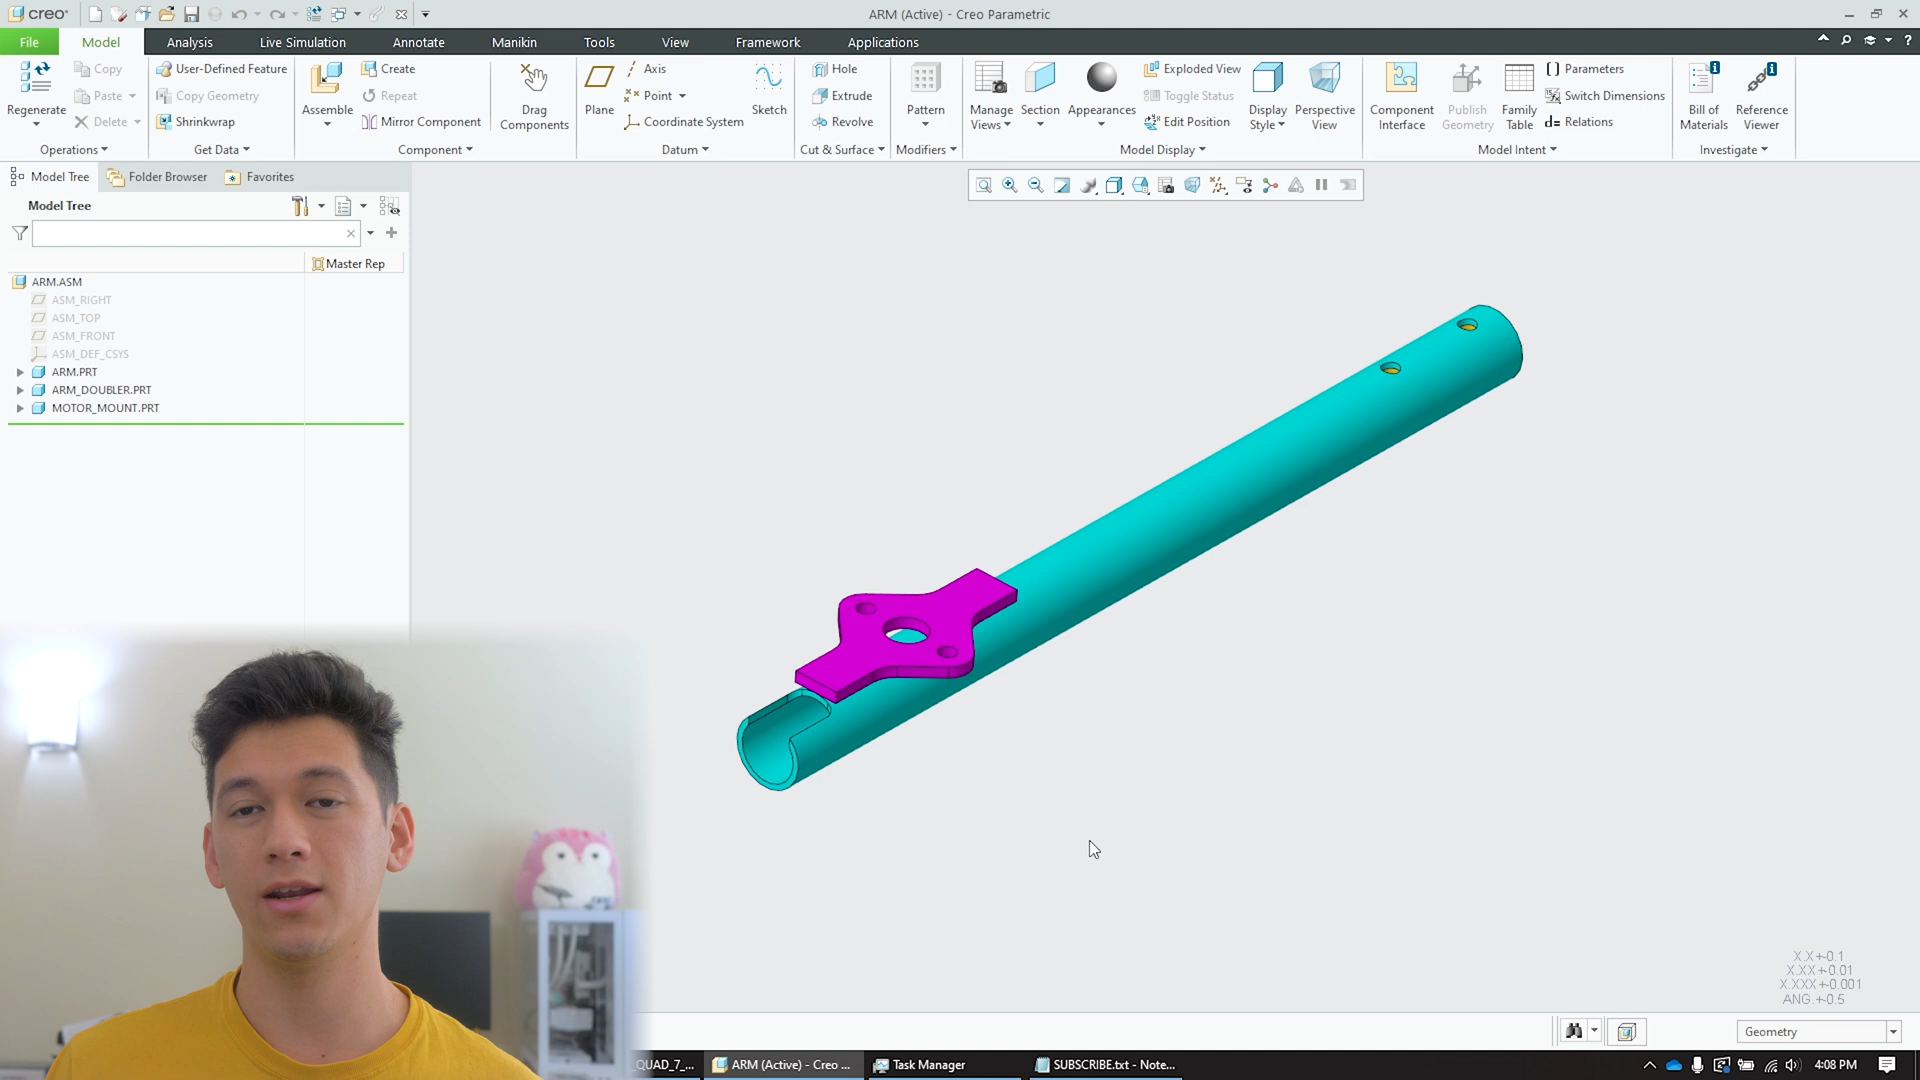 creo
ARM (Active) - Creo Parametric
File Model Analysis Live Simulation Annotate Manikin Tools View Framework Applications
Regenerate
Copy
Paste
Delete
Operations
User-Defined Feature
Copy Geometry
Shrinkwrap
Get Data
Assemble
Create
Repeat
Mirror Component
Drag Components
Component
Plane
Axis
Point
Coordinate System
Sketch
Datum
Hole
Extrude
Revolve
Cut & Surface
Pattern
Modifiers
Manage Views
Section
Appearances
Exploded View
Toggle Status
Edit Position
Display Style
Perspective View
Model Display
Component Interface
Publish Geometry
Family Table
Parameters
Switch Dimensions
Relations
Model Intent
Bill of Materials
Reference Viewer
Investigate
Model Tree Folder Browser Favorites
Model Tree
Master Rep
ARM.ASM
ASM_RIGHT
ASM_TOP
ASM_FRONT
ASM_DEF_CSYS
ARM.PRT
ARM_DOUBLER.PRT
MOTOR_MOUNT.PRT
X.X+-0.1
X.XX+-0.01
X.XXX+-0.001
ANG.+-0.5
Geometry
_QUAD_7_... ARM (Active) - Creo ... Task Manager SUBSCRIBE.txt - Note... 4:08 PM